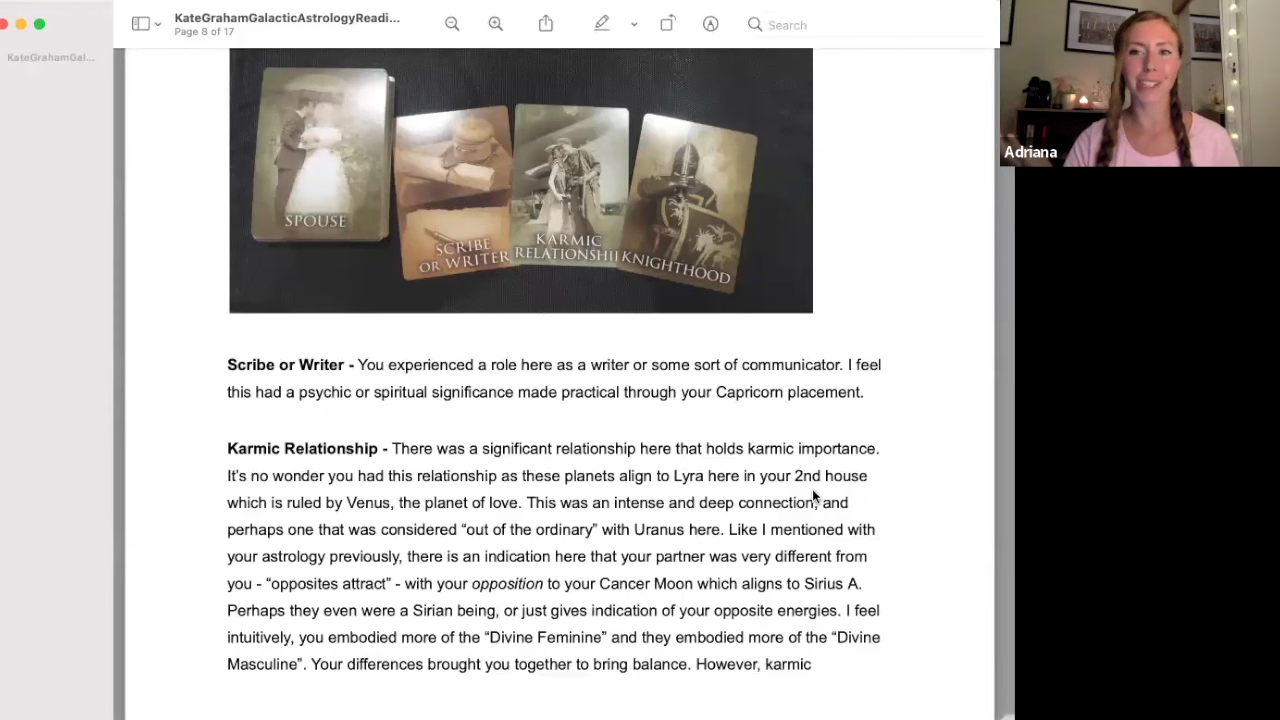 KateGrahamGalacticAstrologyReadi...
Page 8 of 17
Search
KateGrahamGal...
Adriana
SPOUSE
SCRIBE
OR WRITER
KARMIC
RELATIONSHI
KNIGHTHOOD
Scribe or Writer - You experienced a role here as a writer or some sort of communicator. I feel
this had a psychic or spiritual significance made practical through your Capricorn placement.
Karmic Relationship - There was a significant relationship here that holds karmic importance.
It's no wonder you had this relationship as these planets align to Lyra here in your 2nd house
which is ruled by Venus, the planet of love. This was an intense and deep connection, and
perhaps one that was considered “out of the ordinary” with Uranus here. Like I mentioned with
your astrology previously, there is an indication here that your partner was very different from
you - “opposites attract” - with your opposition to your Cancer Moon which aligns to Sirius A.
Perhaps they even were a Sirian being, or just gives indication of your opposite energies. I feel
intuitively, you embodied more of the “Divine Feminine” and they embodied more of the “Divine
Masculine”. Your differences brought you together to bring balance. However, karmic